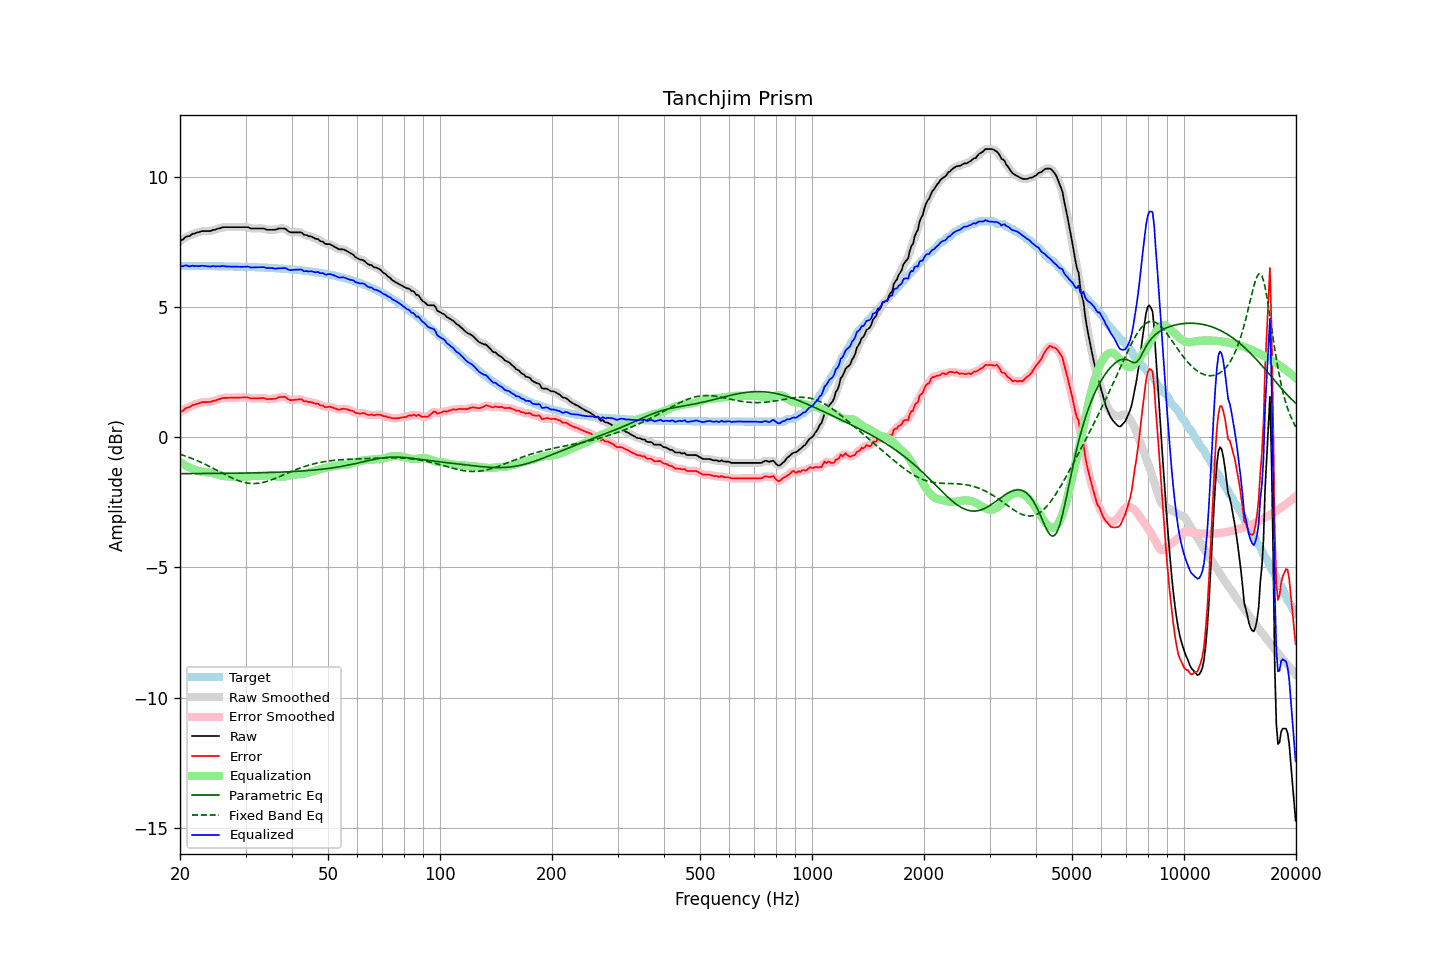 Tanchjim Prism
Amplitude (dBr)
10
5
0
−5
−10
−15
Target
Raw Smoothed
Error Smoothed
Raw
Error
Equalization
Parametric Eq
Fixed Band Eq
Equalized
20 50 100 200 500 1000 2000 5000 10000 20000
Frequency (Hz)